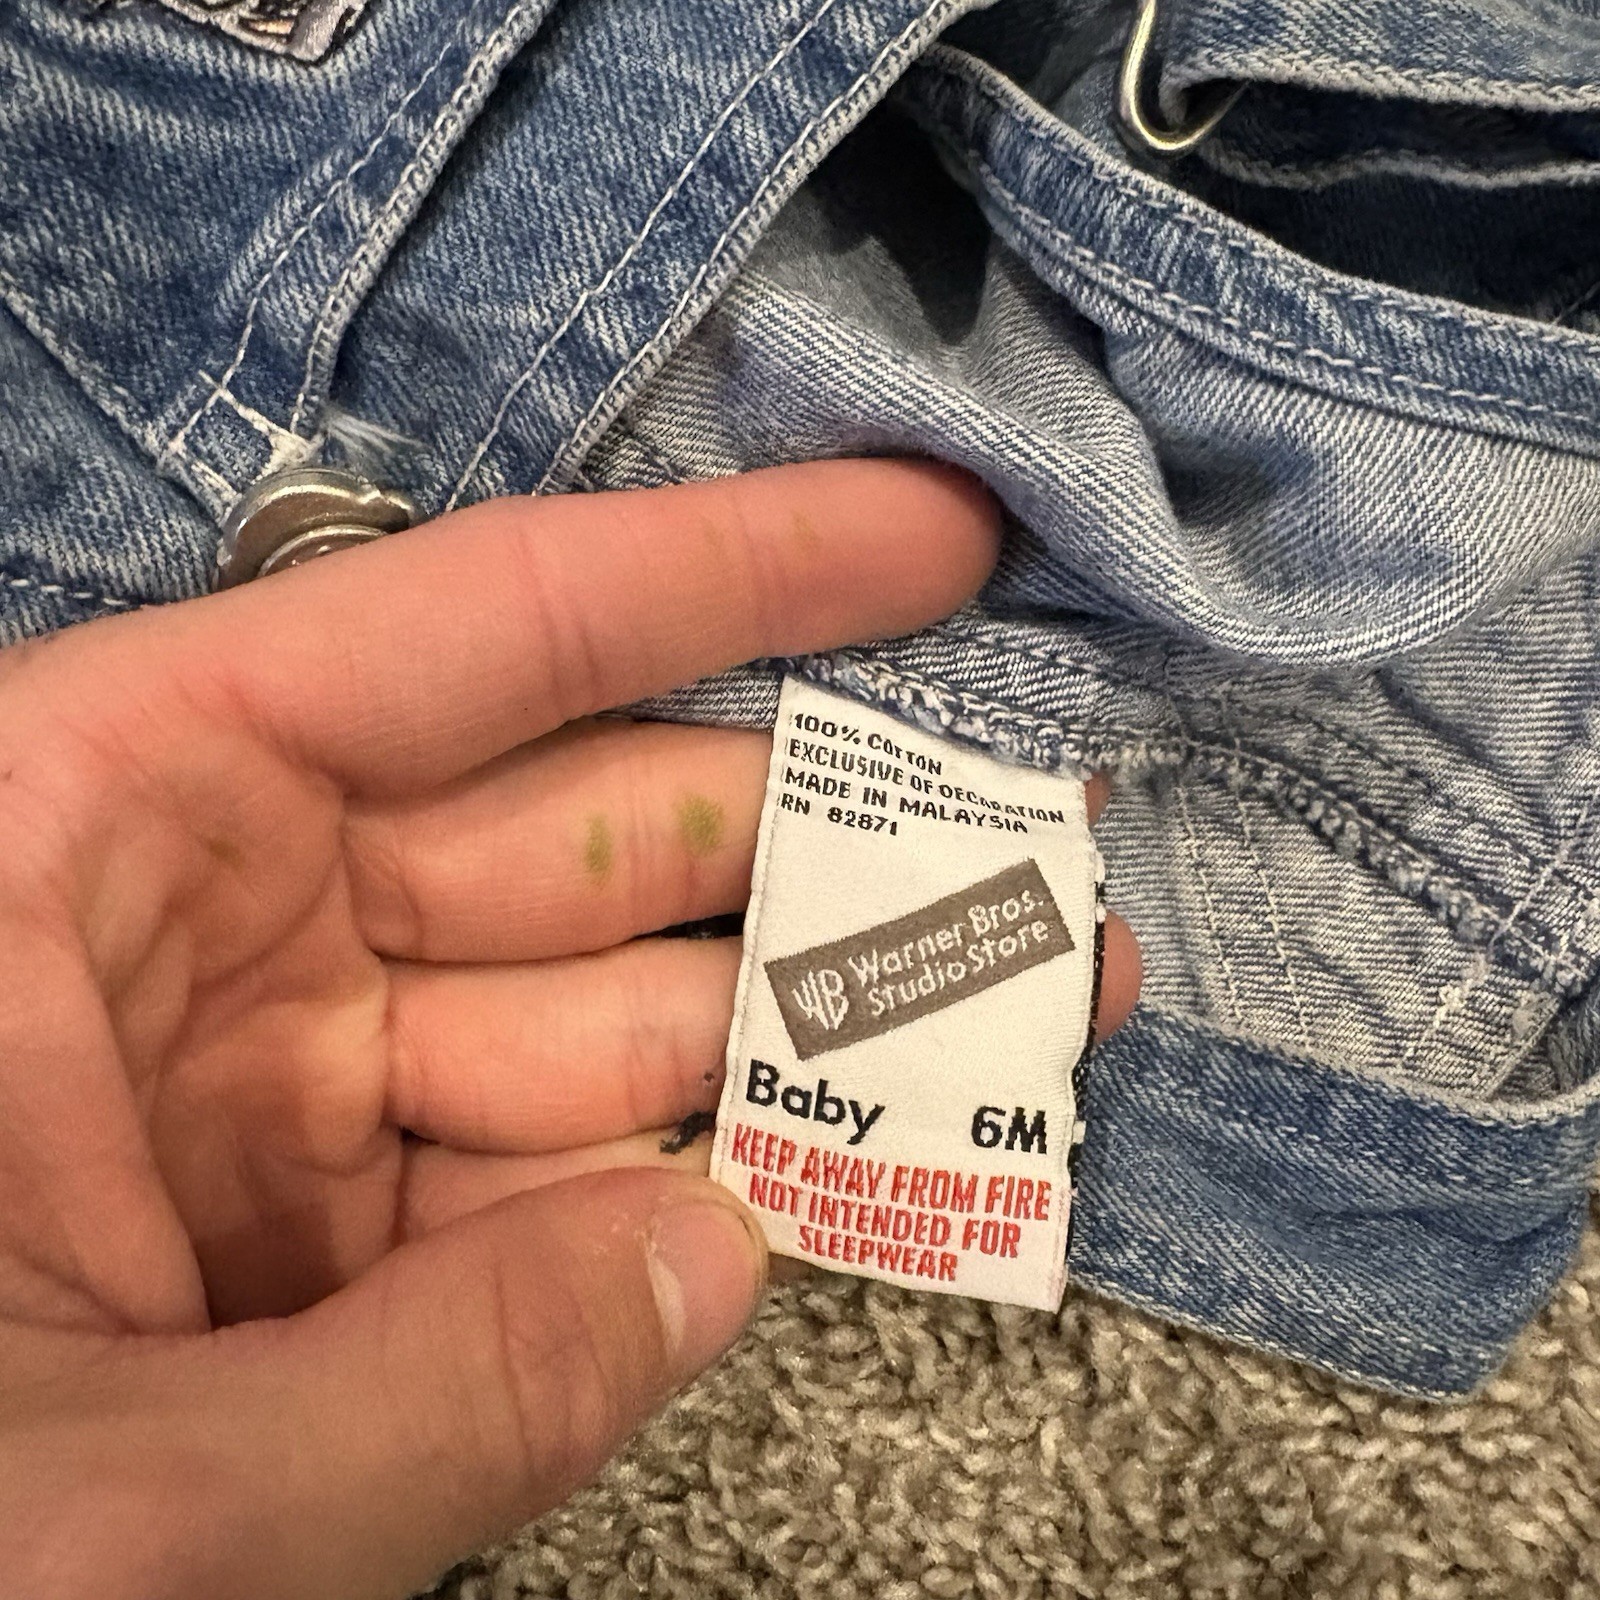 100% COTTON
EXCLUSIVE OF DECORATION
MADE IN MALAYSIA
RN 82871
WB Warner Bros.
Studio Store
Baby 6M
KEEP AWAY FROM FIRE
NOT INTENDED FOR
SLEEPWEAR